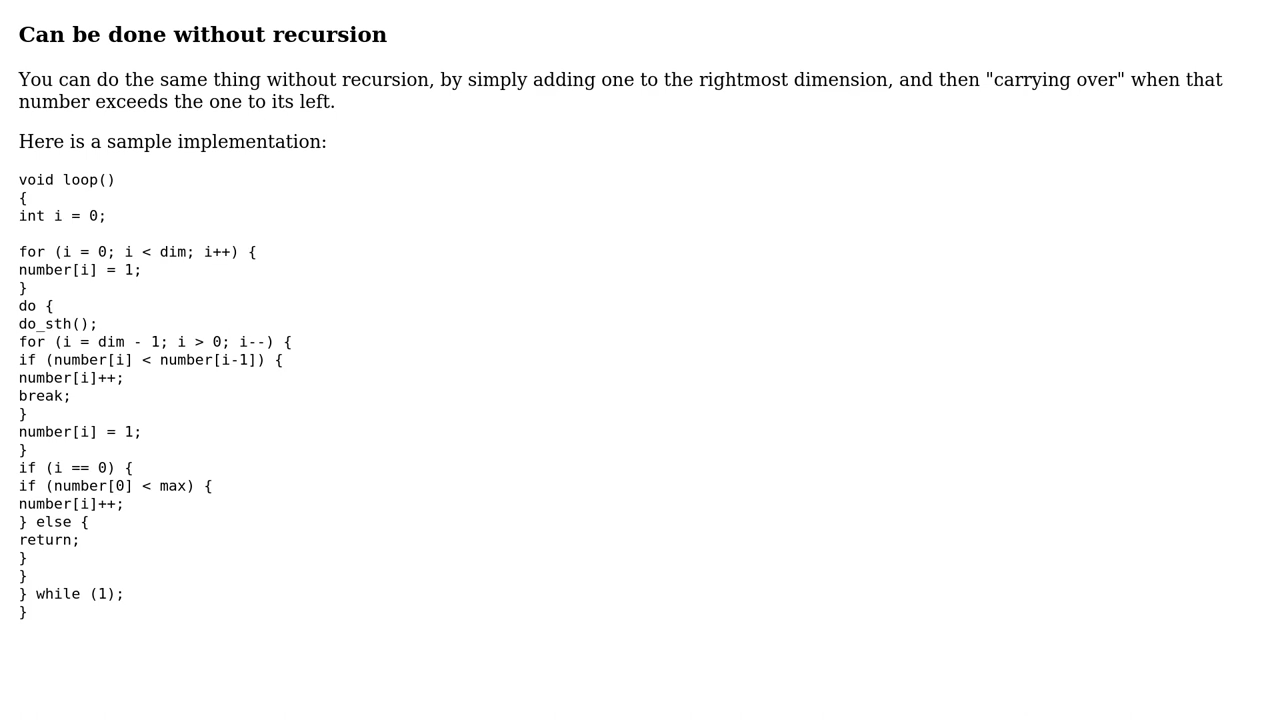 Can be done without recursion
You can do the same thing without recursion, by simply adding one to the rightmost dimension, and then "carrying over" when that
number exceeds the one to its left.
Here is a sample implementation:
void loop()
{
int i = 0;
for (i = 0; i < dim; i++) {
number[i] = 1;
}
do {
do_sth();
for (i = dim - 1; i > 0; i--) {
if (number[i] < number[i-1]) {
number[i]++;
break;
}
number[i] = 1;
}
if (i == 0) {
if (number[0] < max) {
number[i]++;
} else {
return;
}
}
} while (1);
}